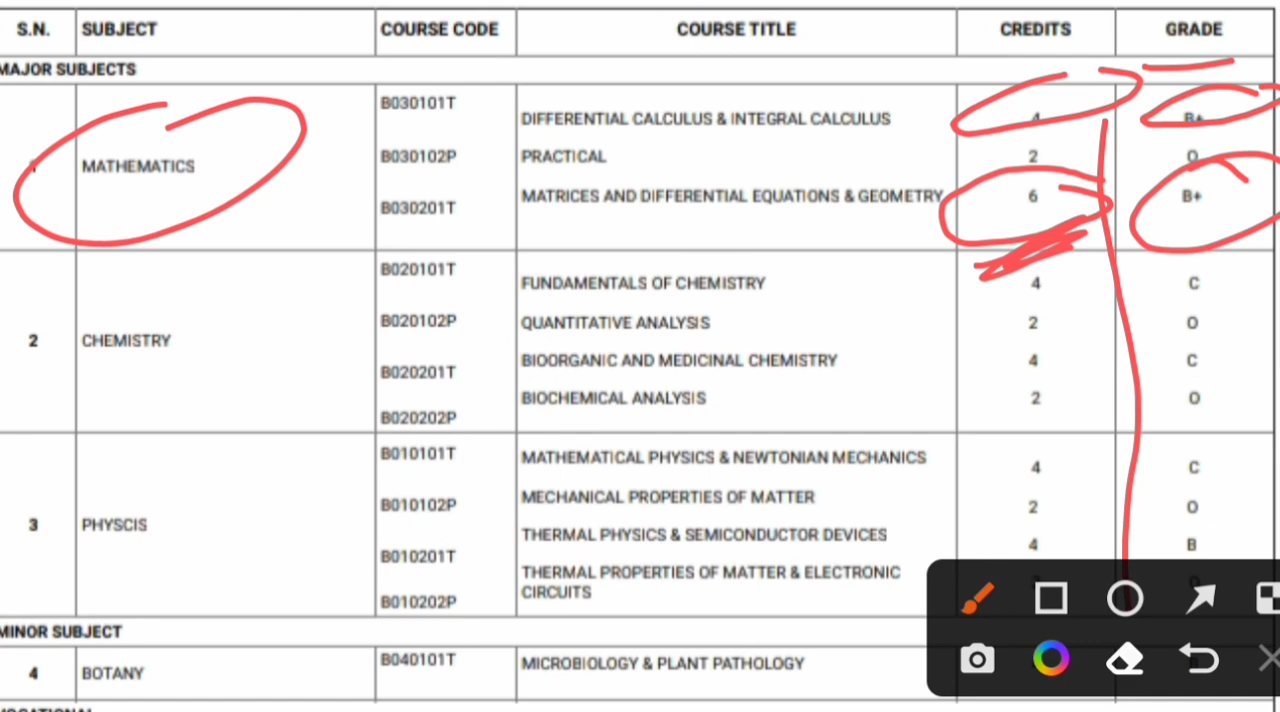 S.N. SUBJECT COURSE CODE COURSE TITLE CREDITS GRADE
MAJOR SUBJECTS
B030101T DIFFERENTIAL CALCULUS & INTEGRAL CALCULUS 4 B+
1 MATHEMATICS B030102P PRACTICAL 2 O
B030201T MATRICES AND DIFFERENTIAL EQUATIONS & GEOMETRY 6 B+
B020101T FUNDAMENTALS OF CHEMISTRY 4 C
2 CHEMISTRY B020102P QUANTITATIVE ANALYSIS 2 O
B020201T BIOORGANIC AND MEDICINAL CHEMISTRY 4 C
B020202P BIOCHEMICAL ANALYSIS 2 O
B010101T MATHEMATICAL PHYSICS & NEWTONIAN MECHANICS 4 C
3 PHYSCIS B010102P MECHANICAL PROPERTIES OF MATTER 2 O
B010201T THERMAL PHYSICS & SEMICONDUCTOR DEVICES 4 B
B010202P THERMAL PROPERTIES OF MATTER & ELECTRONIC
CIRCUITS
MINOR SUBJECT
4 BOTANY B040101T MICROBIOLOGY & PLANT PATHOLOGY